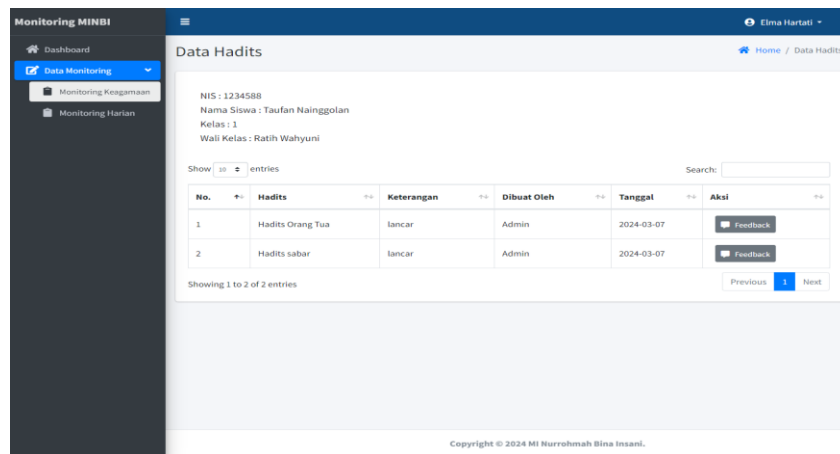 Monitoring MINBI
Elma Hartati
Dashboard
Data Monitoring
Monitoring Keagamaan
Monitoring Harian
Data Hadits
Home / Data Hadits
NIS : 1234588
Nama Siswa : Taufan Nainggolan
Kelas : 1
Wali Kelas : Ratih Wahyuni
Show 10 entries
Search:
No. Hadits Keterangan Dibuat Oleh Tanggal Aksi
1 Hadits Orang Tua lancar Admin 2024-03-07 Feedback
2 Hadits sabar lancar Admin 2024-03-07 Feedback
Showing 1 to 2 of 2 entries
Previous 1 Next
Copyright © 2024 MI Nurrohmah Bina Insani.